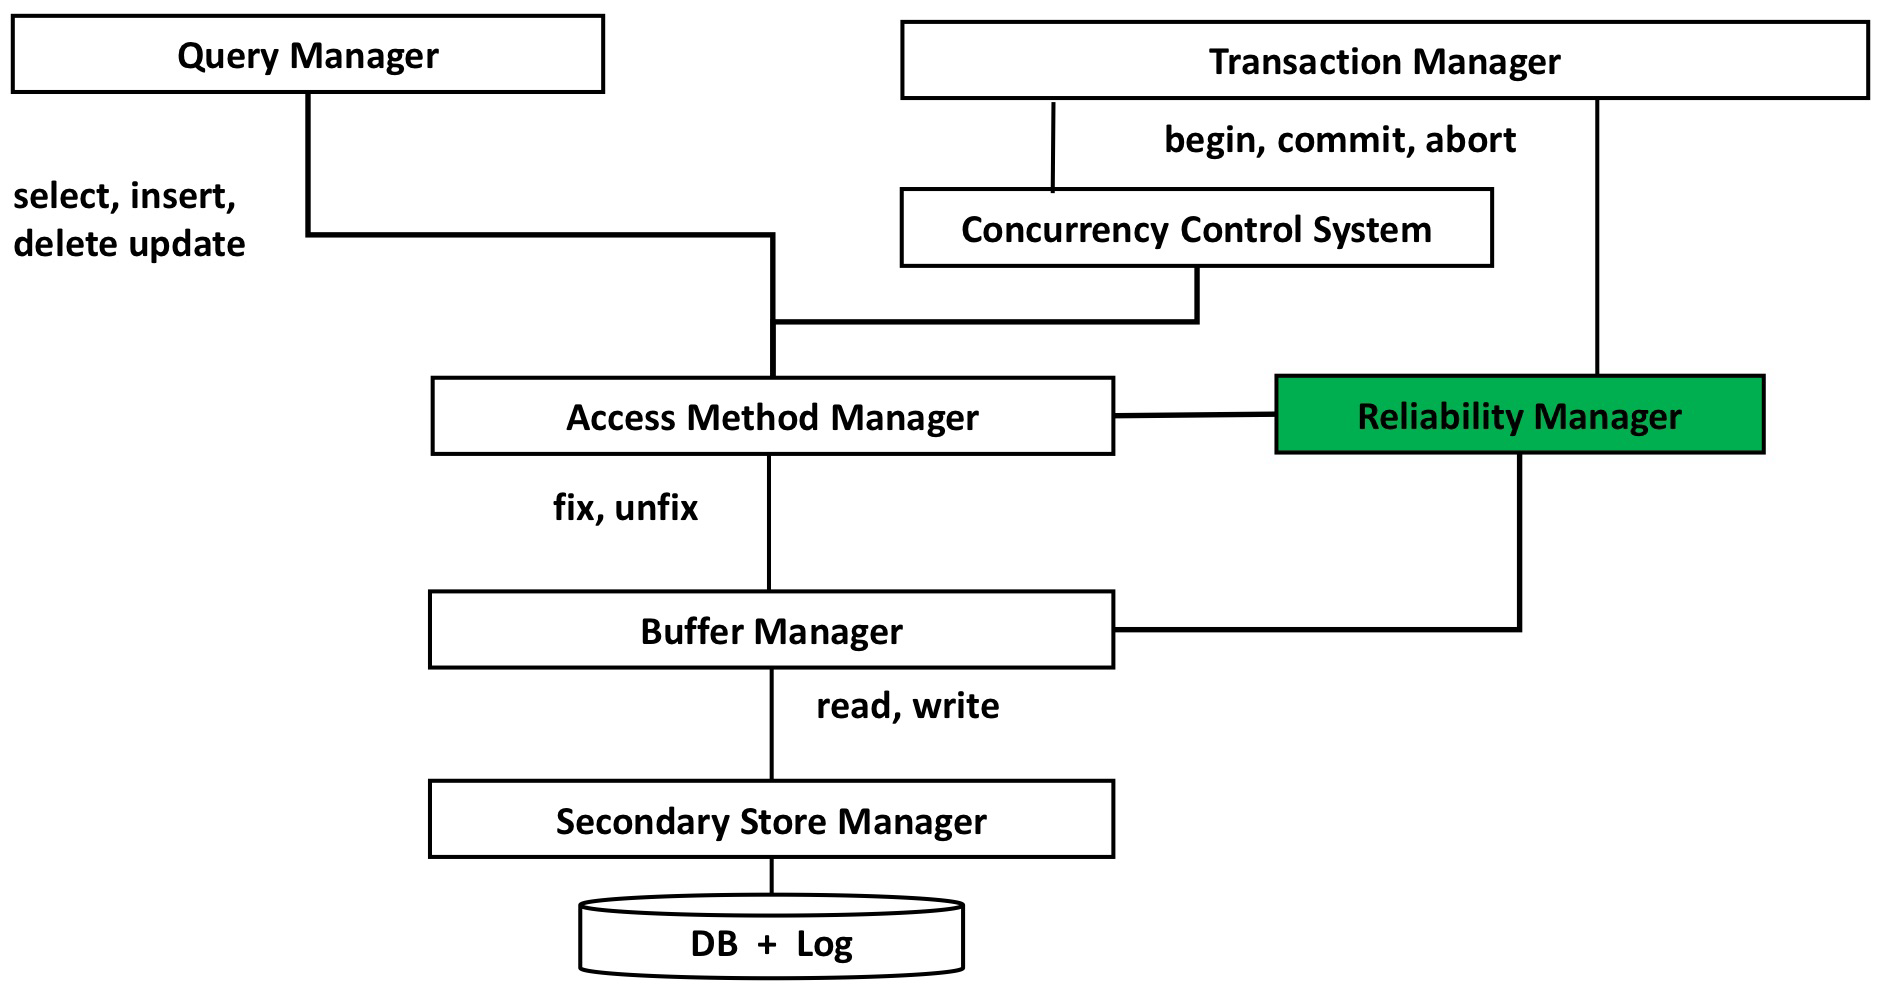 Query Manager
Transaction Manager
begin, commit, abort
select, insert,
delete update
Concurrency Control System
Access Method Manager
Reliability Manager
fix, unfix
Buffer Manager
read, write
Secondary Store Manager
DB + Log